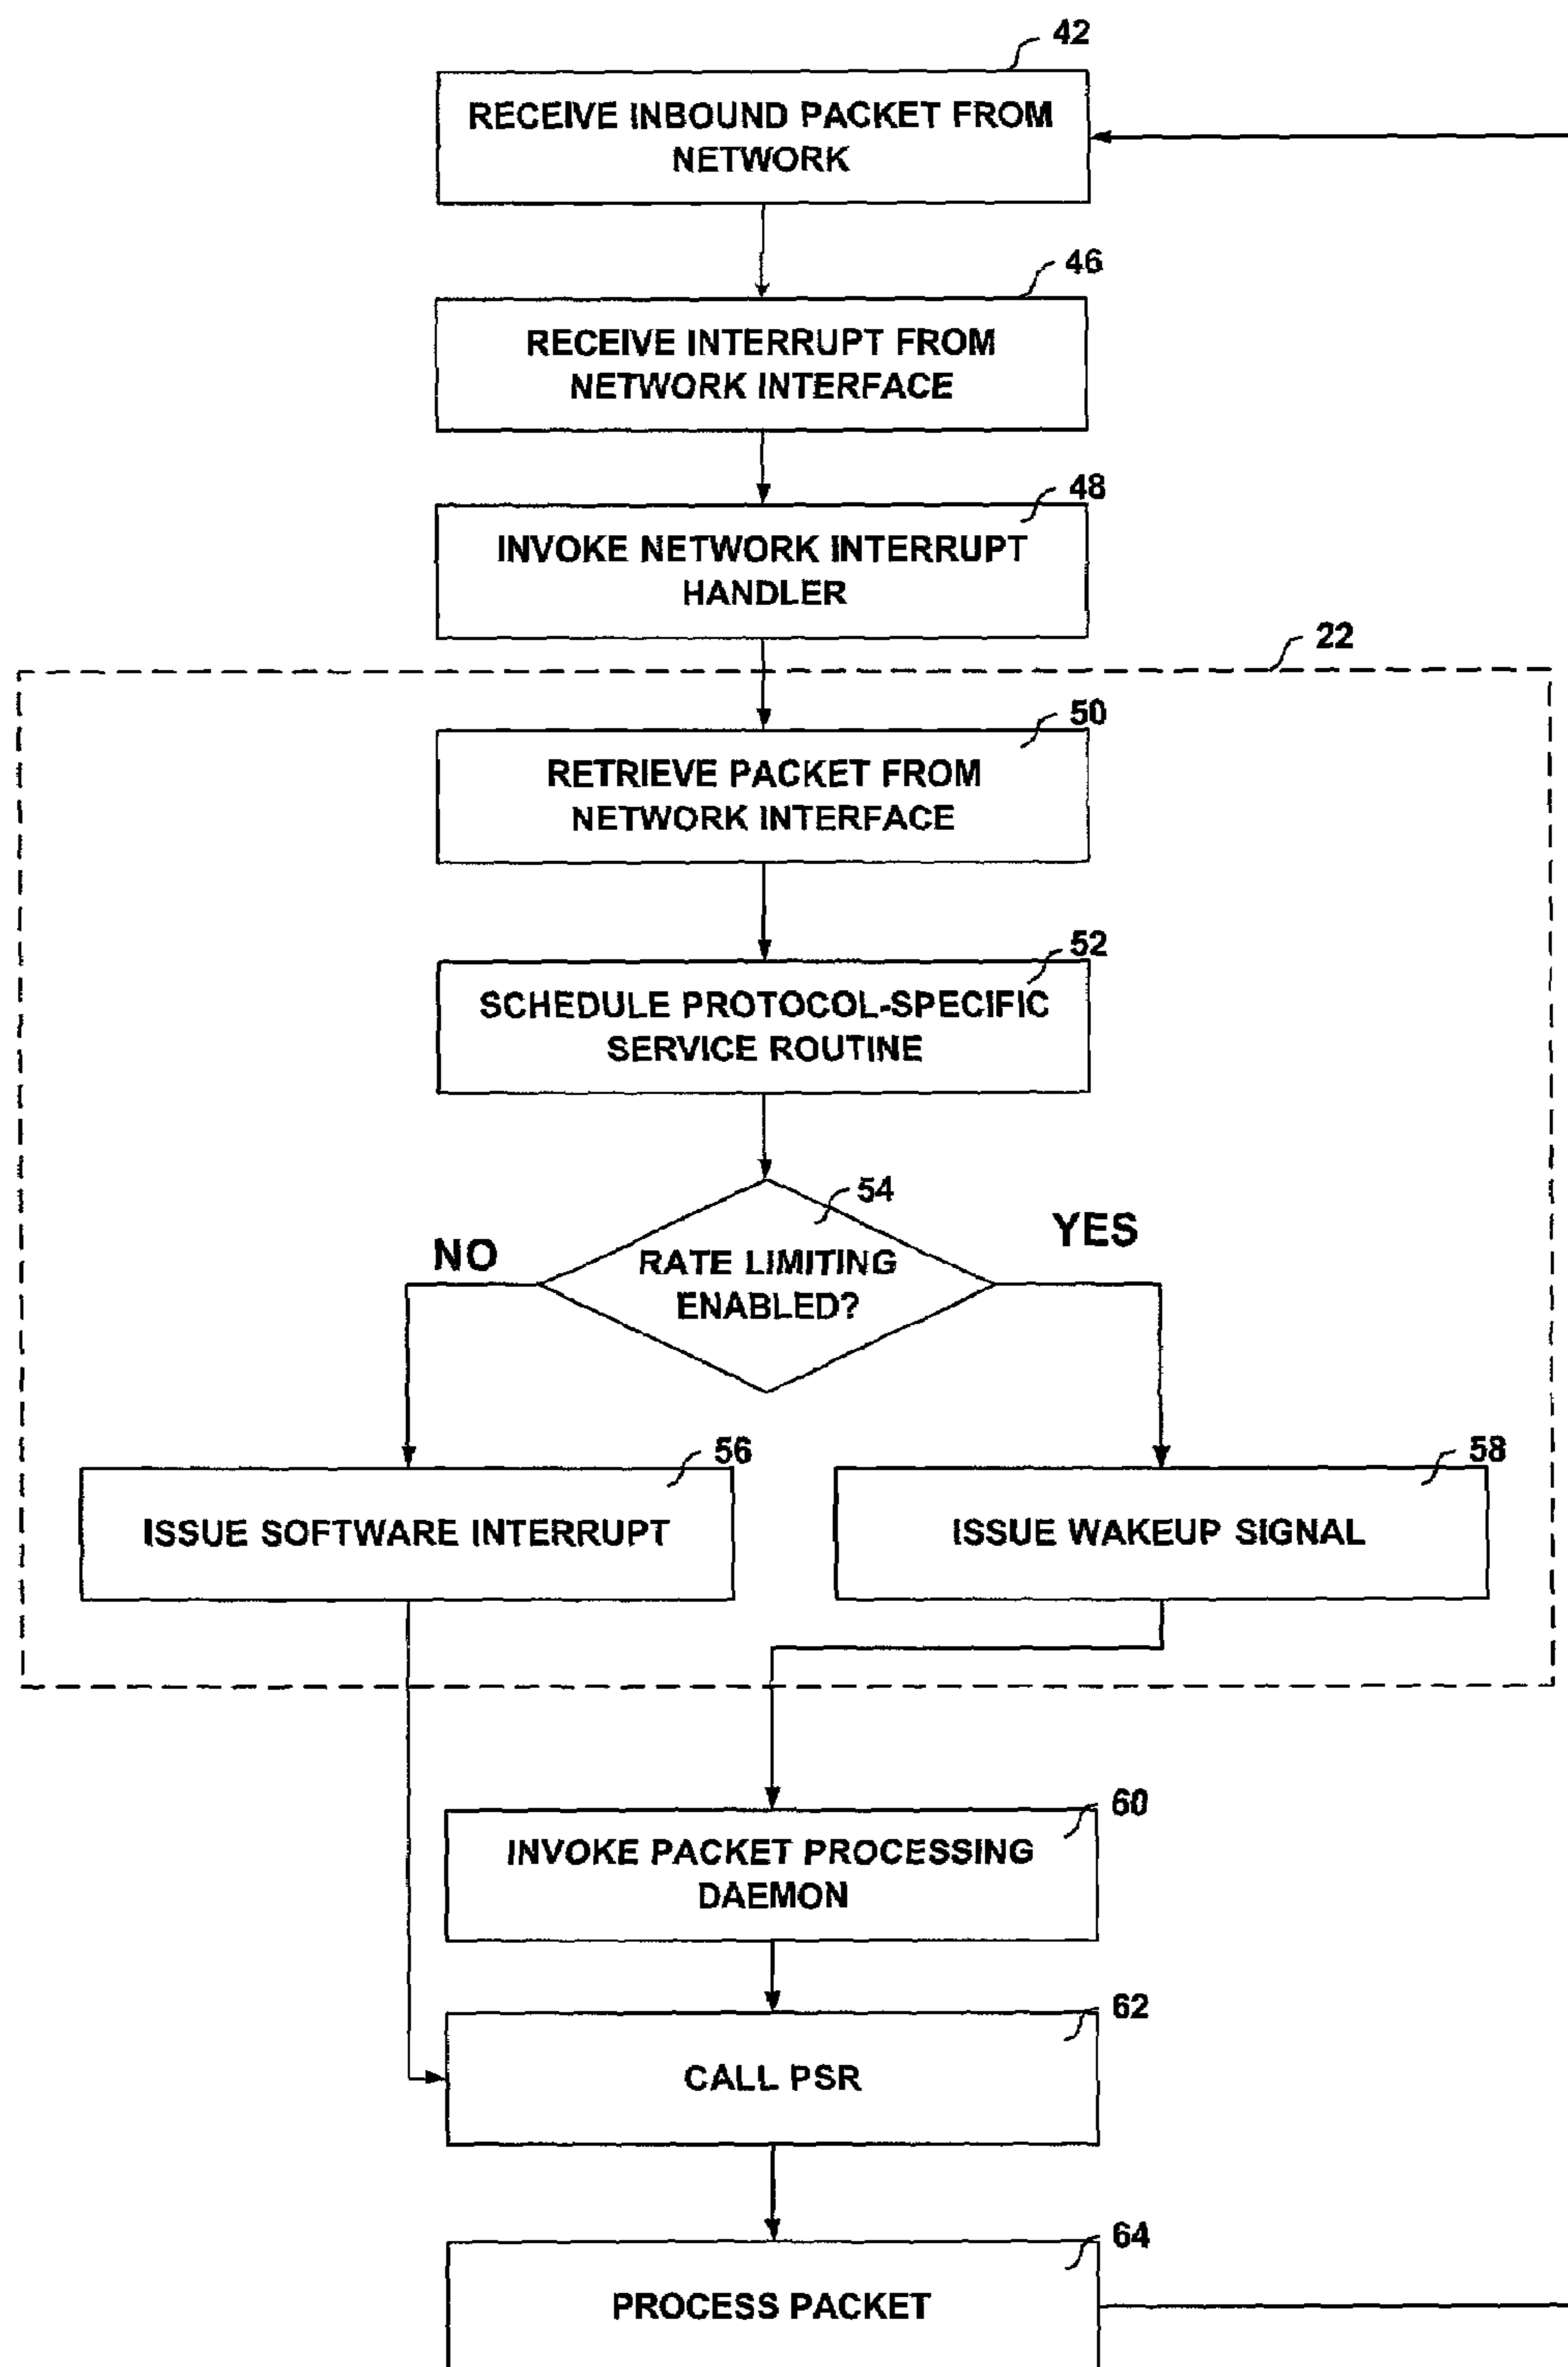 42
RECEIVE INBOUND PACKET FROM
NETWORK
46
RECEIVE INTERRUPT FROM
NETWORK INTERFACE
48
INVOKE NETWORK INTERRUPT
HANDLER
22
50
RETRIEVE PACKET FROM
NETWORK INTERFACE
52
SCHEDULE PROTOCOL-SPECIFIC
SERVICE ROUTINE
54
NO
YES
RATE LIMITING
ENABLED?
56
58
ISSUE SOFTWARE INTERRUPT
ISSUE WAKEUP SIGNAL
60
INVOKE PACKET PROCESSING
DAEMON
62
CALL PSR
64
PROCESS PACKET